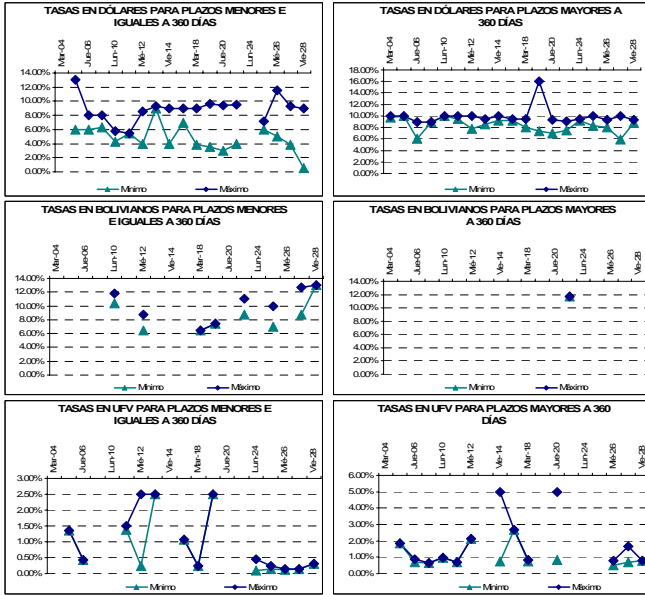 TASAS EN DÓLARES PARA PLAZOS MENORES E
IGUALES A 360 DÍAS
Mar-04 Jue-06 Lun-10 Mié-12 Vie-14 Mar-18 Jue-20 Lun-24 Mié-26 Vie-28
14.00%
12.00%
10.00%
8.00%
6.00%
4.00%
2.00%
0.00%
Mínimo Máximo
TASAS EN DÓLARES PARA PLAZOS MAYORES A
360 DÍAS
Mar-04 Jue-06 Lun-10 Mié-12 Vie-14 Mar-18 Jue-20 Lun-24 Mié-26 Vie-28
18.00%
16.00%
14.00%
12.00%
10.00%
8.00%
6.00%
4.00%
2.00%
0.00%
Mínimo Máximo
TASAS EN BOLIVIANOS PARA PLAZOS MENORES
E IGUALES A 360 DÍAS
Mar-04 Jue-06 Lun-10 Mié-12 Vie-14 Mar-18 Jue-20 Lun-24 Mié-26 Vie-28
14.00%
12.00%
10.00%
8.00%
6.00%
4.00%
2.00%
0.00%
Mínimo Máximo
TASAS EN BOLIVIANOS PARA PLAZOS MAYORES
A 360 DÍAS
Mar-04 Jue-06 Lun-10 Mié-12 Vie-14 Mar-18 Jue-20 Lun-24 Mié-26 Vie-28
14.00%
12.00%
10.00%
8.00%
6.00%
4.00%
2.00%
0.00%
Mínimo Máximo
TASAS EN UFV PARA PLAZOS MENORES E
IGUALES A 360 DÍAS
Mar-04 Jue-06 Lun-10 Mié-12 Vie-14 Mar-18 Jue-20 Lun-24 Mié-26 Vie-28
3.00%
2.50%
2.00%
1.50%
1.00%
0.50%
0.00%
Mínimo Máximo
TASAS EN UFV PARA PLAZOS MAYORES A 360
DÍAS
Mar-04 Jue-06 Lun-10 Mié-12 Vie-14 Mar-18 Jue-20 Lun-24 Mié-26 Vie-28
6.00%
5.00%
4.00%
3.00%
2.00%
1.00%
0.00%
Mínimo Máximo